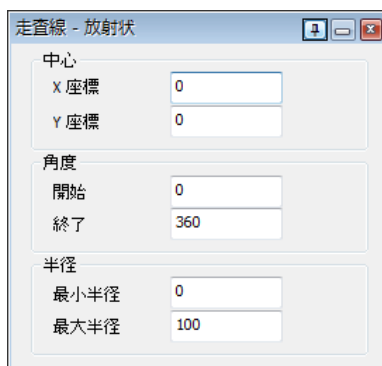 走査線 - 放射状
中心
X 座標 0
Y 座標 0
角度
開始 0
終了 360
半径
最小半径 0
最大半径 100